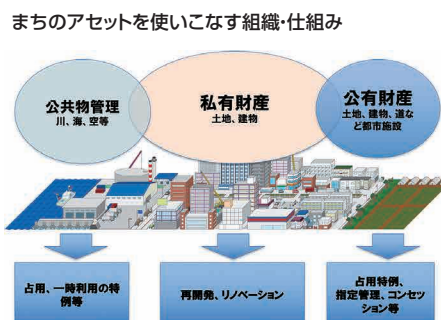 まちのアセットを使いこなす組織・仕組み
公共物管理
川、海、空等
私有財産
土地、建物
公有財産
土地、建物、道な
ど都市施設
占用、一時利用の特
例等
再開発、リノベーション
占用特例、
指定管理、コンセッ
ション等